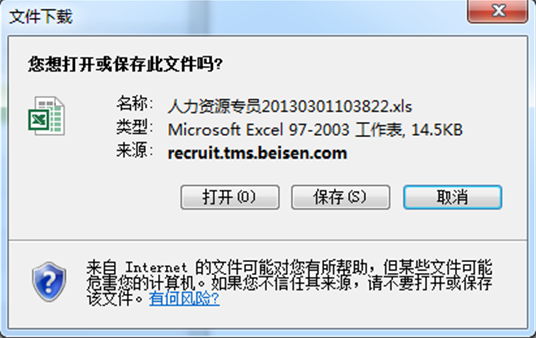 文件下载
您想打开或保存此文件吗?
名称: 人力资源专员20130301103822.xls
类型: Microsoft Excel 97-2003 工作表, 14.5KB
来源: recruit.tms.beisen.com
打开(O) 保存(S) 取消
来自 Internet 的文件可能对您有所帮助,但某些文件可能
危害您的计算机。如果您不信任其来源,请不要打开或保存
该文件。有何风险?